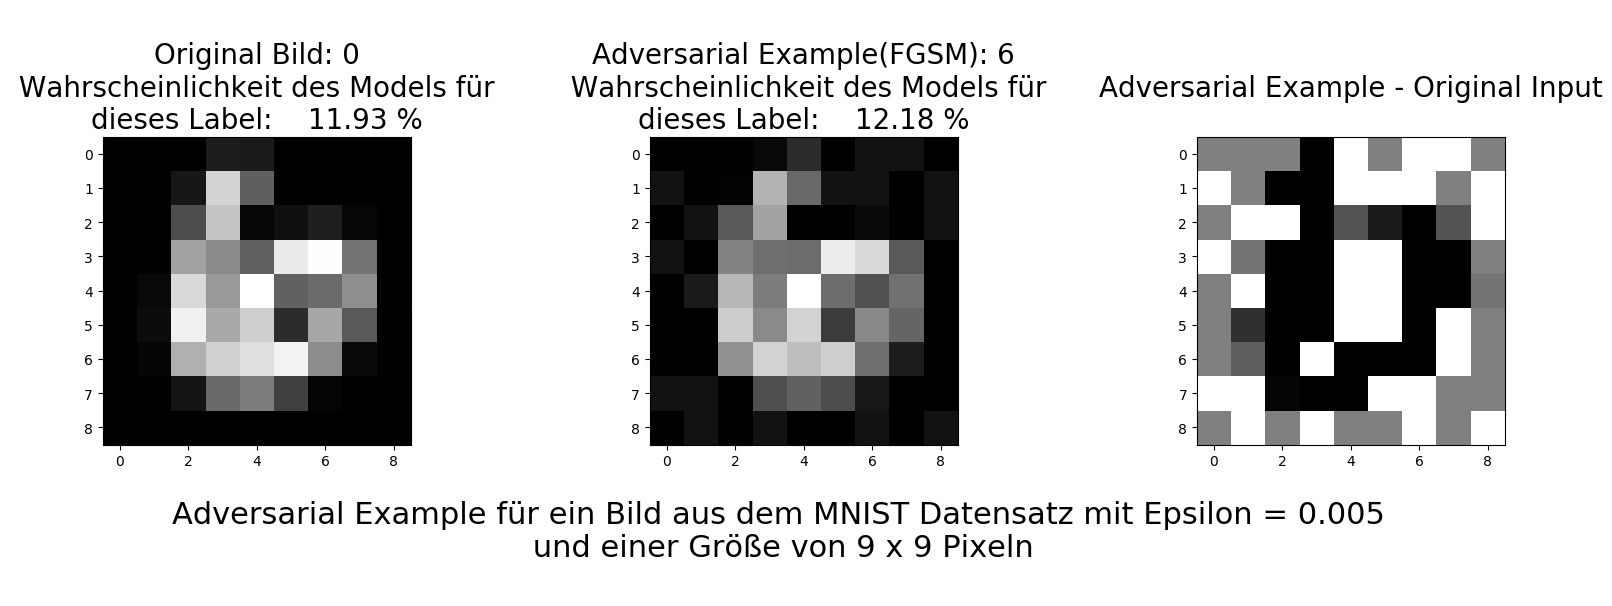 Original Bild: 0
Wahrscheinlichkeit des Models für
dieses Label:    11.93 %
Adversarial Example(FGSM): 6
Wahrscheinlichkeit des Models für
dieses Label:    12.18 %
Adversarial Example - Original Input
0
1
2
3
4
5
6
7
8
0 2 4 6 8
0
1
2
3
4
5
6
7
8
0 2 4 6 8
0
1
2
3
4
5
6
7
8
0 2 4 6 8
Adversarial Example für ein Bild aus dem MNIST Datensatz mit Epsilon = 0.005
und einer Größe von 9 x 9 Pixeln